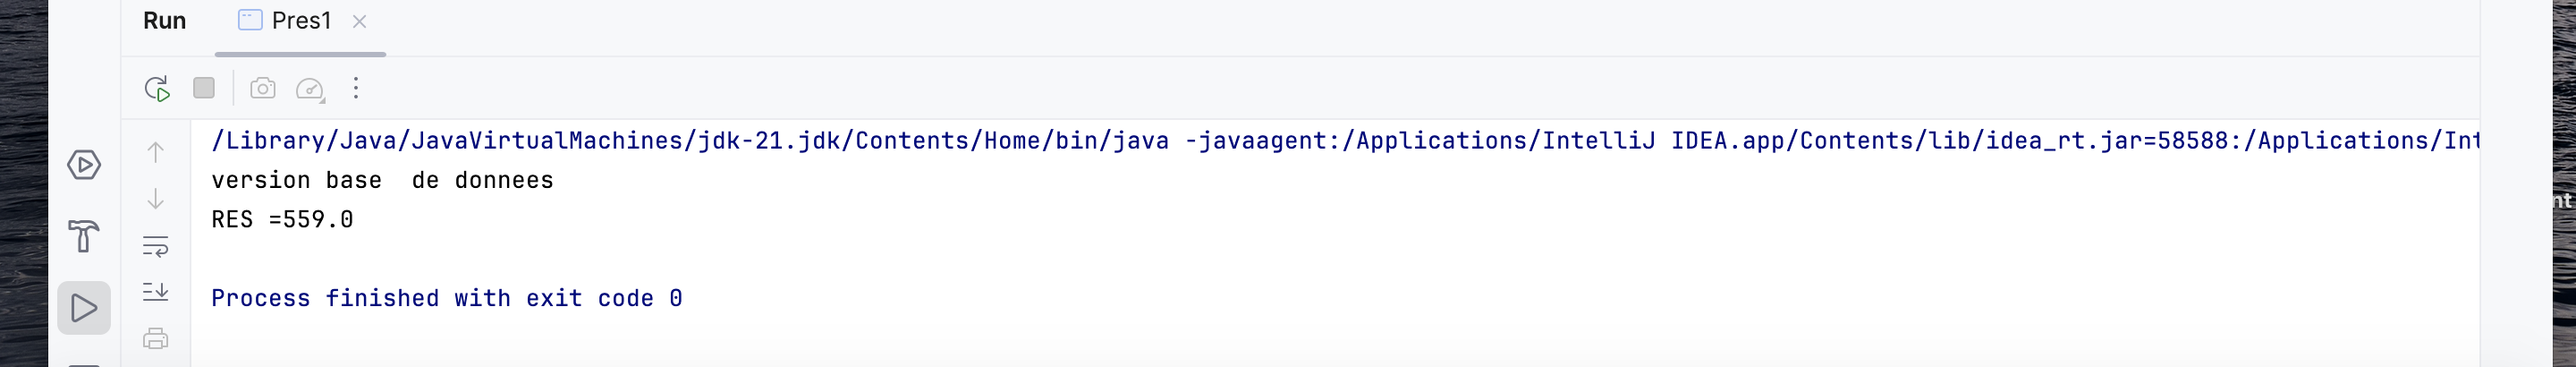 Run Pres1
/Library/Java/JavaVirtualMachines/jdk-21.jdk/Contents/Home/bin/java -javaagent:/Applications/IntelliJ IDEA.app/Contents/lib/idea_rt.jar=58588:/Applications/Int
version base  de donnees
RES =559.0
nt
Process finished with exit code 0